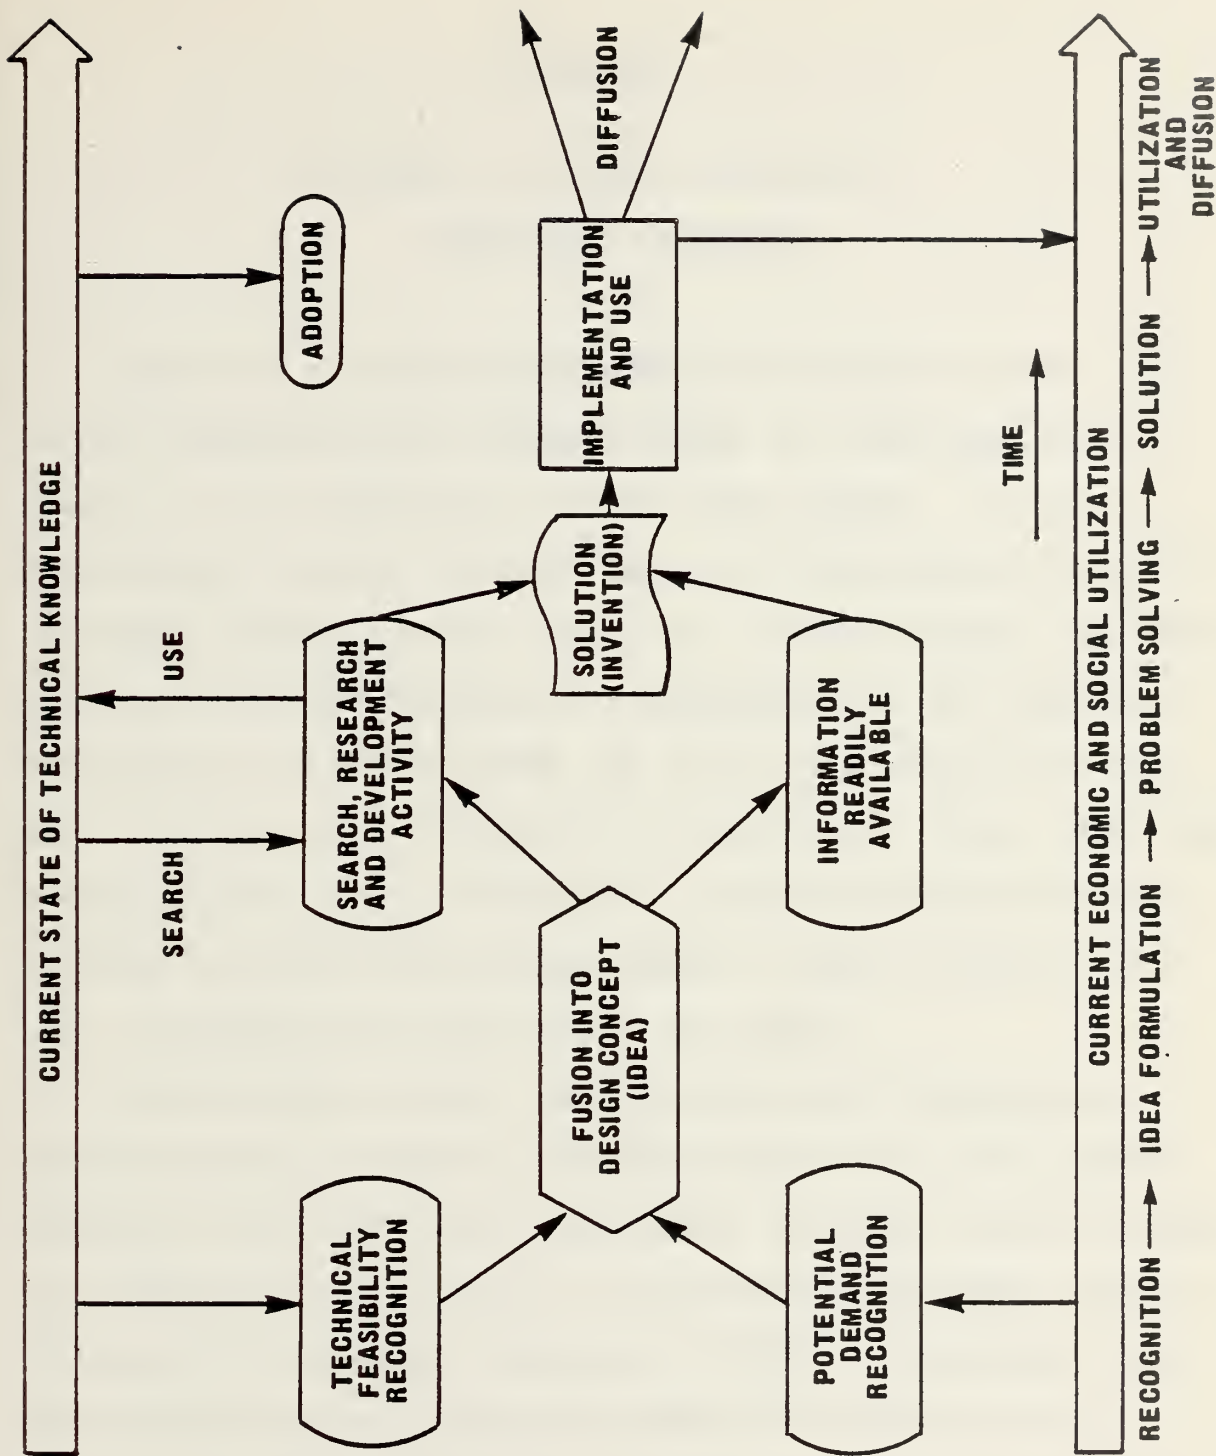 CURRENT STATE OF TECHNICAL KNOWLEDGE
SEARCH
USE
ADOPTION
TECHNICAL
FEASIBILITY
RECOGNITION
SEARCH, RESEARCH
AND DEVELOPMENT
ACTIVITY
FUSION INTO
DESIGN CONCEPT
(IDEA)
SOLUTION
(INVENTION)
IMPLEMENTATION
AND USE
DIFFUSION
POTENTIAL
DEMAND
RECOGNITION
INFORMATION
READILY
AVAILABLE
TIME
CURRENT ECONOMIC AND SOCIAL UTILIZATION
RECOGNITION → IDEA FORMULATION → PROBLEM SOLVING → SOLUTION → UTILIZATION
AND
DIFFUSION